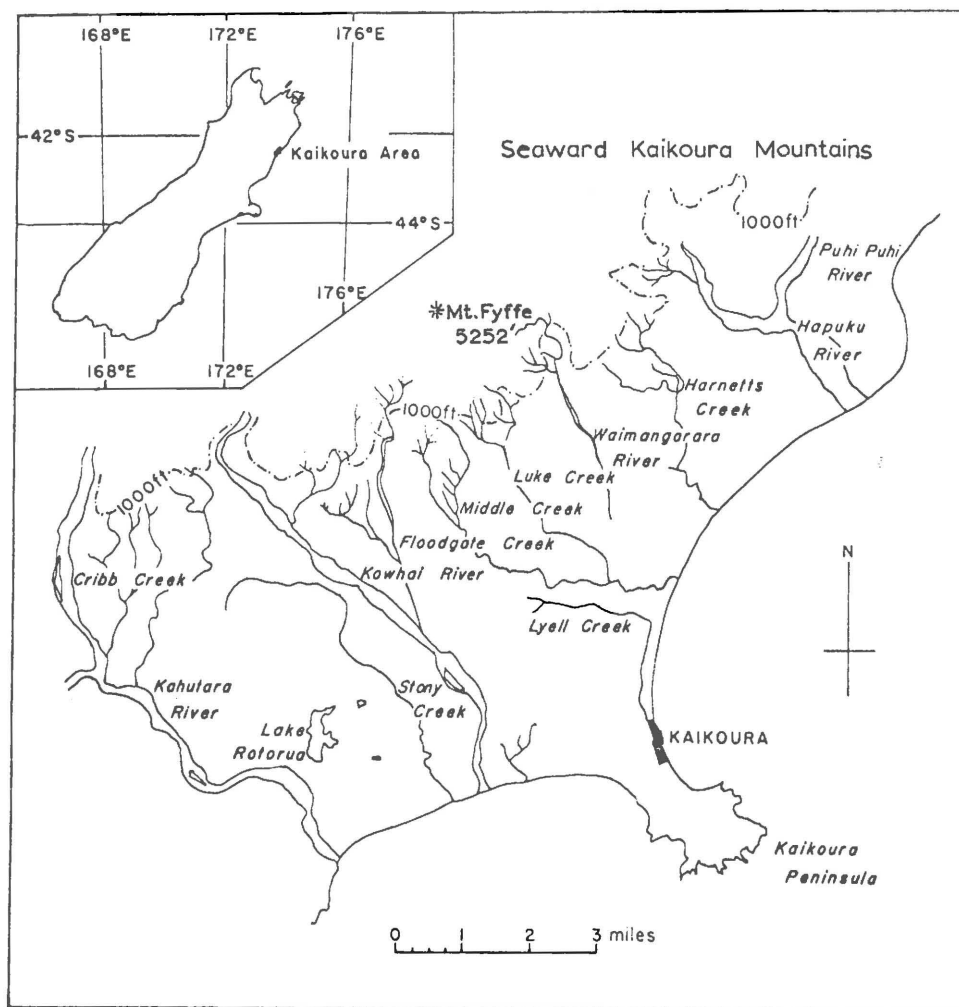 168°E
172°E
176°E
42°S
Kaikoura Area
44°S
176°E
168°E
172°E
Seaward Kaikoura Mountains
1000ft
Puhi Puhi
River
Hapuku
River
*Mt. Fyffe
5252'
Harnetts
Creek
1000ft
Waimangarara
River
Luke Creek
Middle Creek
Floodgate Creek
Kowhai River
1000ft
Cribb Creek
Lyell Creek
N
Kahutara
River
Stony
Creek
Lake
Rotorua
KAIKOURA
Kaikoura
Peninsula
0 1 2 3 miles